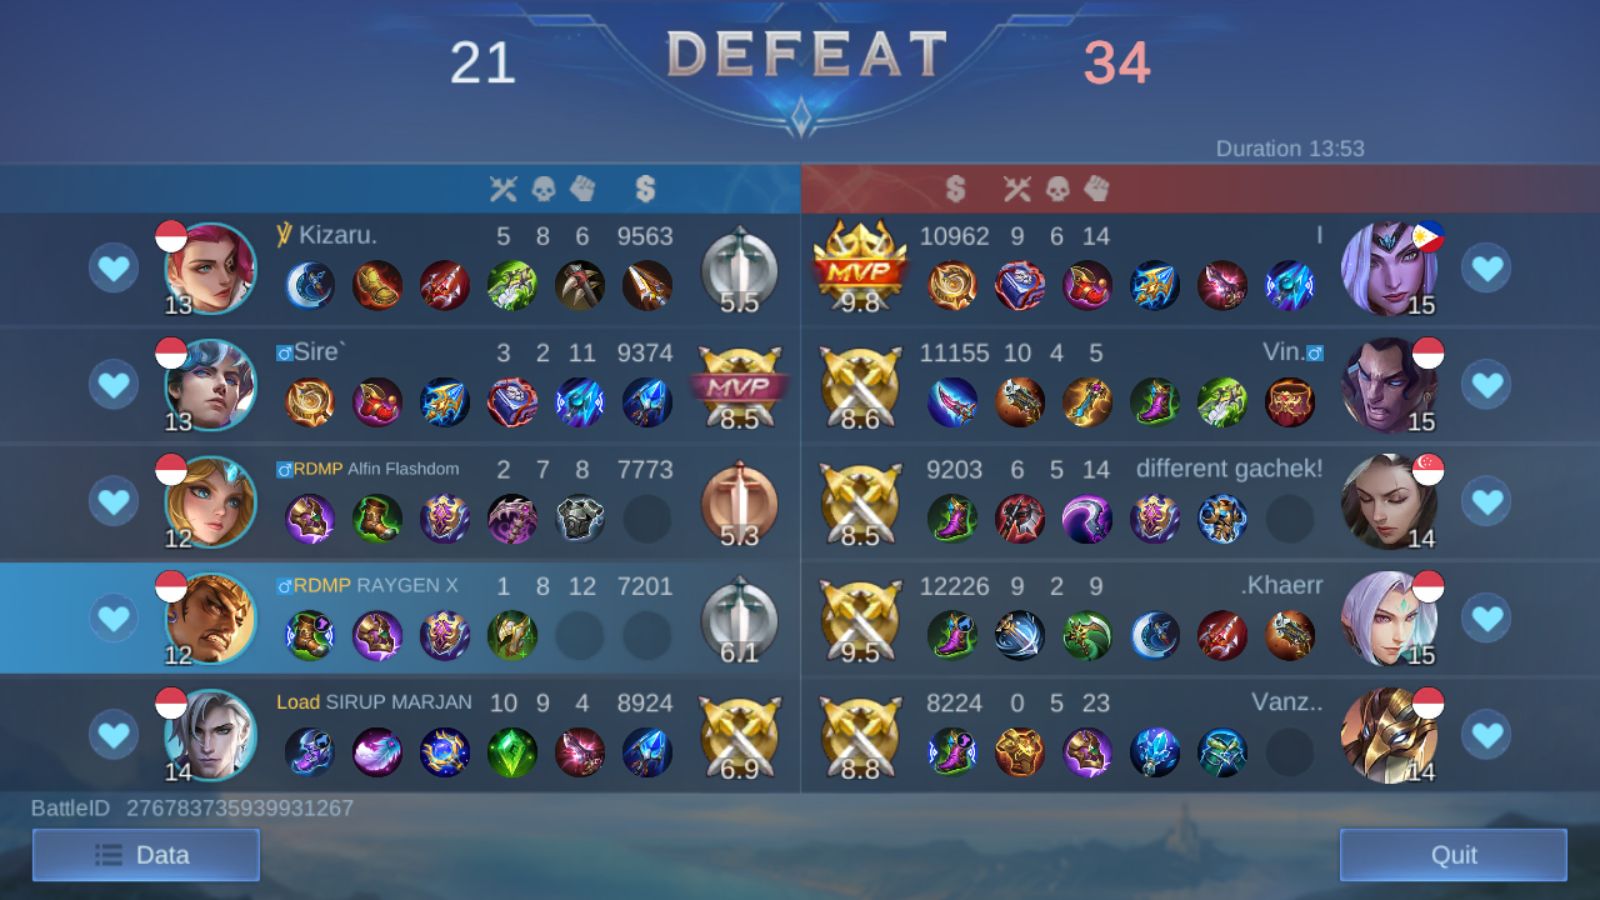 21 DEFEAT 34
Duration 13:53
13 Kizaru. 5 8 6 9563 5.5
MVP 9.8 10962 9 6 14 I 15
13 Sire` 3 2 11 9374 MVP 8.5
8.6 11155 10 4 5 Vin. 15
12 RDMP Alfin Flashdom 2 7 8 7773 5.3
8.5 9203 6 5 14 different gachek! 14
12 RDMP RAYGEN X 1 8 12 7201 6.1
9.5 12226 9 2 9 .Khaerr 15
14 Load SIRUP MARJAN 10 9 4 8924 6.9
8.8 8224 0 5 23 Vanz.. 14
BattleID 276783735939931267
Data
Quit